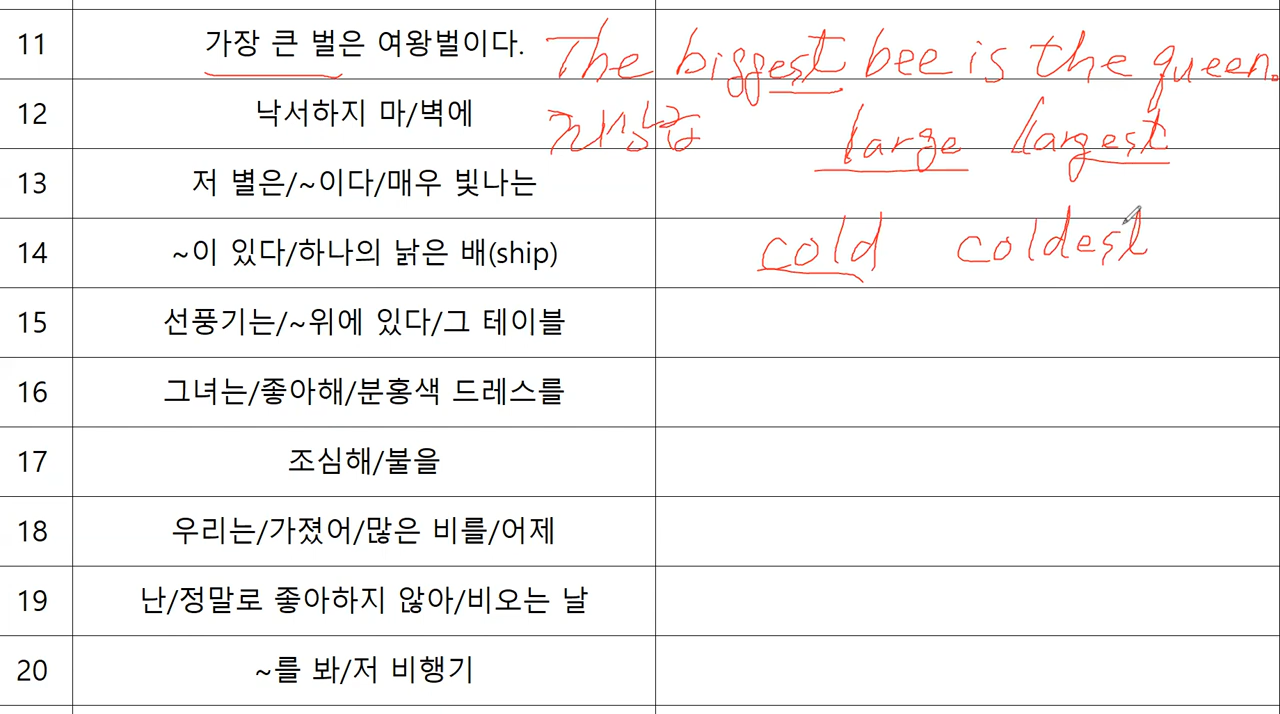 11 가장 큰 벌은 여왕벌이다. The biggest bee is the queen.
12 낙서하지 마/벽에 최상급 large largest
13 저 별은/~이다/매우 빛나는
14 ~이 있다/하나의 낡은 배(ship) cold coldest
15 선풍기는/~위에 있다/그 테이블
16 그녀는/좋아해/분홍색 드레스를
17 조심해/불을
18 우리는/가졌어/많은 비를/어제
19 난/정말로 좋아하지 않아/비오는 날
20 ~를 봐/저 비행기